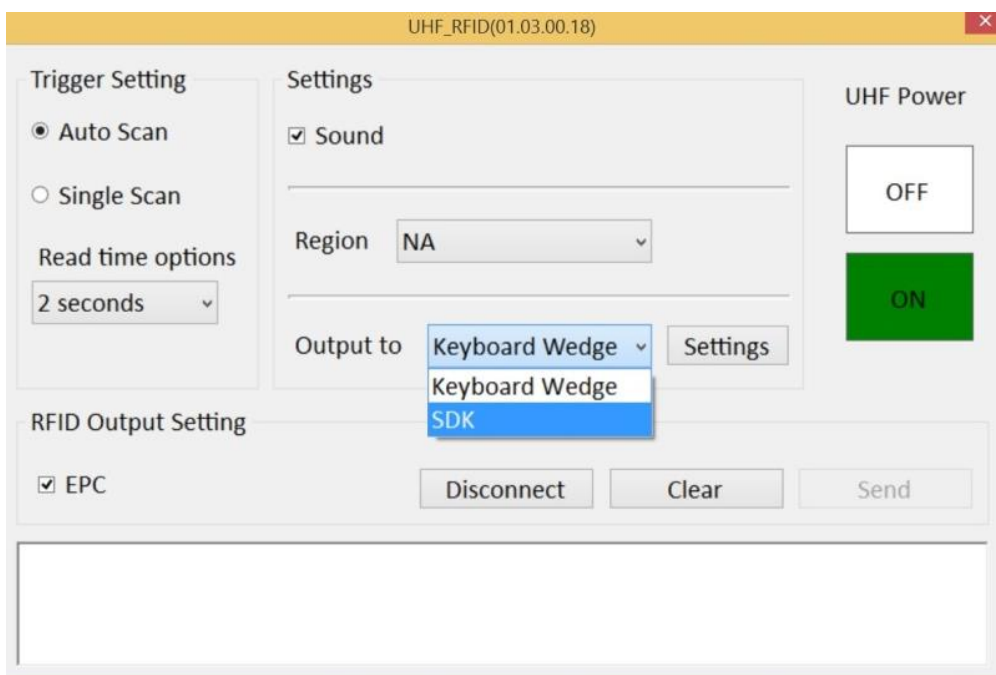 UHF_RFID(01.03.00.18)
Trigger Setting
Auto Scan
Single Scan
Read time options
2 seconds
Settings
Sound
Region NA
Output to Keyboard Wedge Settings
Keyboard Wedge
SDK
UHF Power
OFF
ON
RFID Output Setting
EPC Disconnect Clear Send